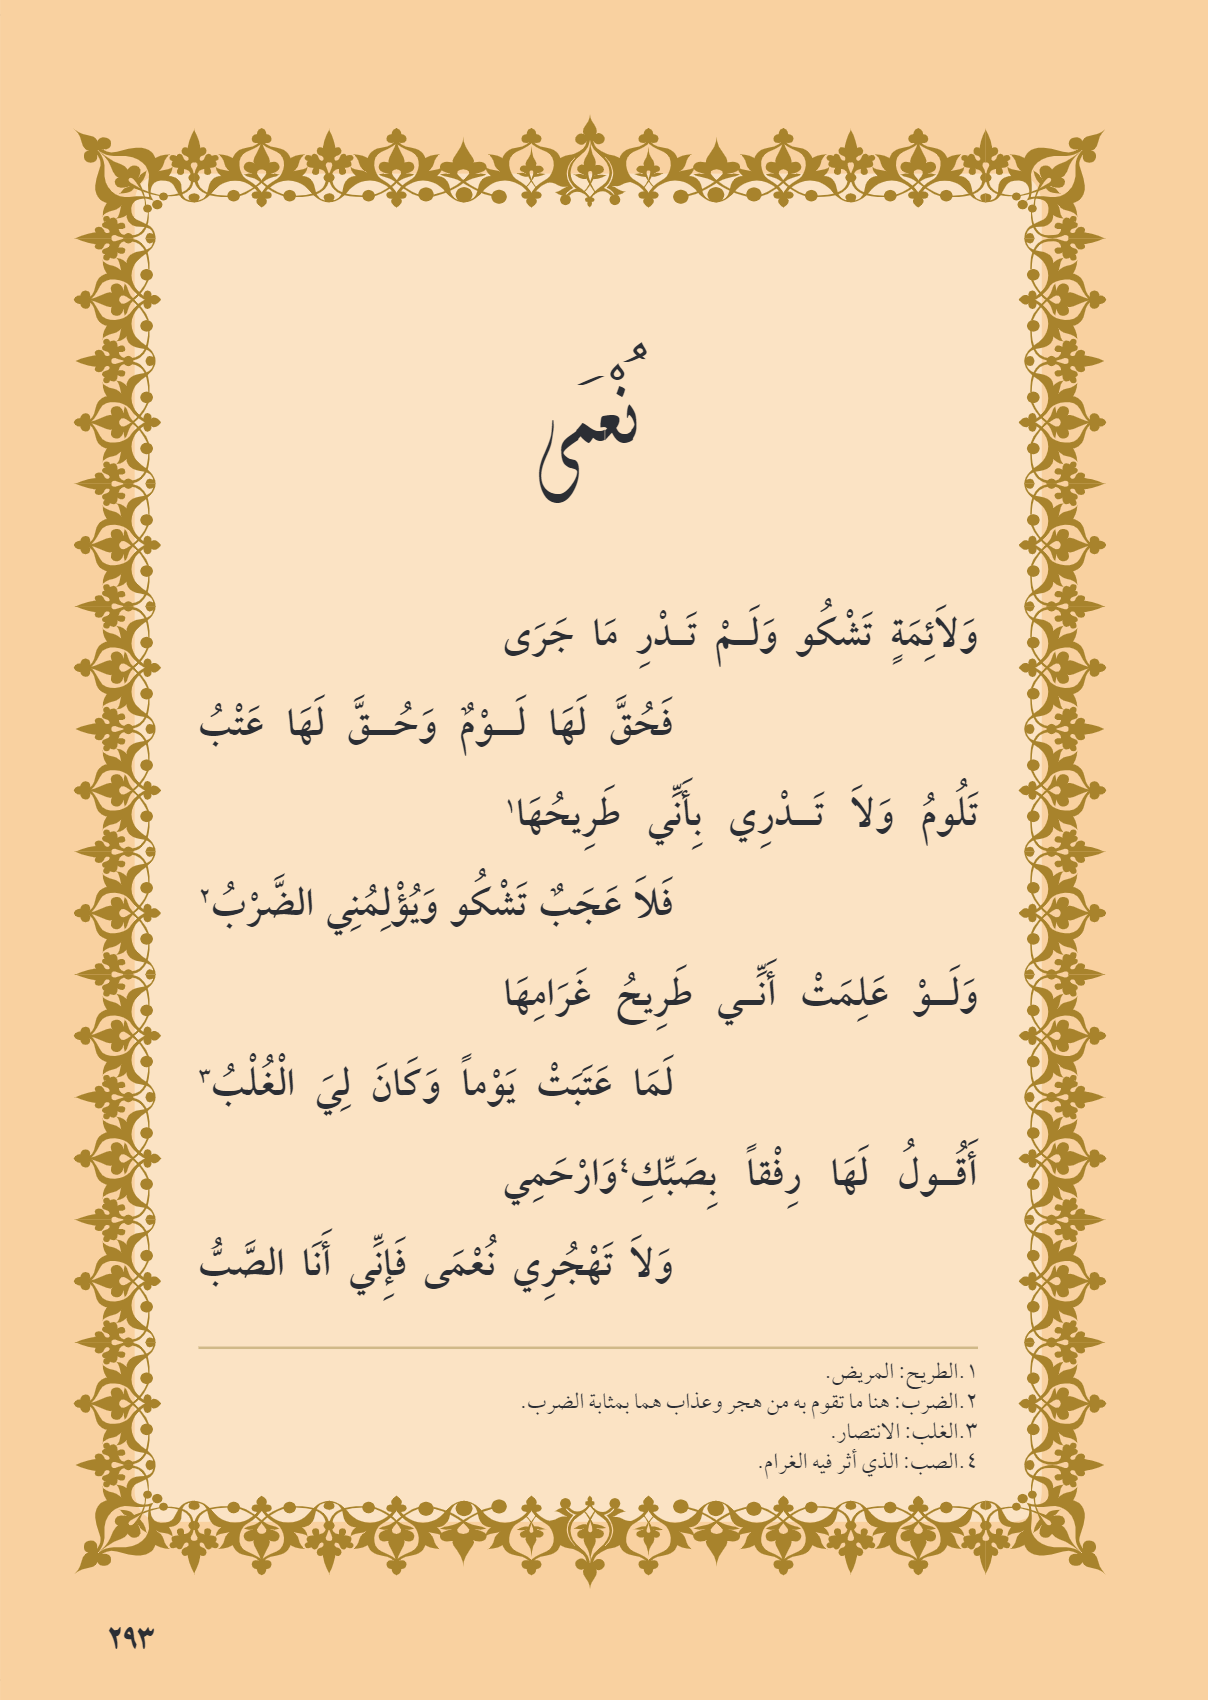 نُعْمَى
وَلاَئِمَةٍ تَشْكُو وَلَـمْ تَـدْرِ مَا جَرَى
فَحُقَّ لَهَا لَـوْمٌ وَحُـقَّ لَهَا عَتْبُ
تَلُومُ وَلاَ تَـدْرِي بِأَنِّي طَرِيحُهَا١
فَلاَ عَجَبٌ تَشْكُو وَيُؤْلِمُنِي الضَّرْبُ٢
وَلَـوْ عَلِمَتْ أَنِّـي طَرِيحُ غَرَامِهَا
لَمَا عَتَبَتْ يَوْماً وَكَانَ لِيَ الْغُلْبُ٣
أَقُـولُ لَهَا رِفْقاً بِصَبِّكِ٤ وَارْحَمِي
وَلاَ تَهْجُرِي نُعْمَى فَإِنِّي أَنَا الصَّبُّ
١.الطريح: المريض.
٢.الضرب: هنا ما تقوم به من هجر وعذاب هما بمثابة الضرب.
٣.الغلب: الانتصار.
٤.الصب: الذي أثر فيه الغرام.
٢٩٣